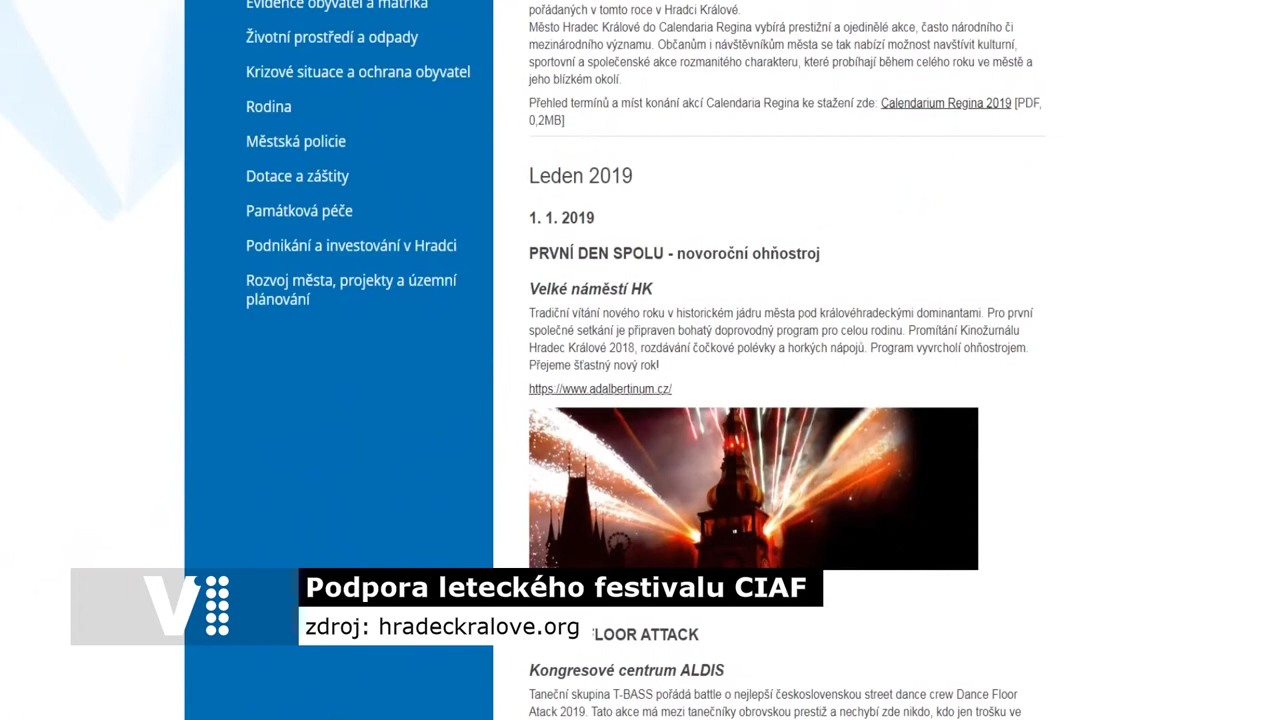 Evidence obyvatel a matrika
Životní prostředí a odpady
Krizové situace a ochrana obyvatel
Rodina
Městská policie
Dotace a záštity
Památková péče
Podnikání a investování v Hradci
Rozvoj města, projekty a územní
plánování
pořádaných v tomto roce v Hradci Králové.
Město Hradec Králové do Calendaria Regina vybírá prestižní a ojedinělé akce, často národního či
mezinárodního významu. Občanům i návštěvníkům města se tak nabízí možnost navštívit kulturní,
sportovní a společenské akce rozmanitého charakteru, které probíhají během celého roku ve městě a
jeho blízkém okolí.
Přehled termínů a míst konání akcí Calendaria Regina ke stažení zde: Calendarium Regina 2019 [PDF,
0,2MB]
Leden 2019
1. 1. 2019
PRVNÍ DEN SPOLU - novoroční ohňostroj
Velké náměstí HK
Tradiční vítání nového roku v historickém jádru města pod královéhradeckými dominantami. Pro první
společné setkání je připraven bohatý doprovodný program pro celou rodinu. Promítání Kinožurnálu
Hradec Králové 2018, rozdávání čočkové polévky a horkých nápojů. Program vyvrcholí ohňostrojem.
Přejeme šťastný nový rok!
https://www.adalbertinum.cz/
Vi
Podpora leteckého festivalu CIAF
zdroj: hradeckralove.org
LOOR ATTACK
Kongresové centrum ALDIS
Taneční skupina T-BASS pořádá battle o nejlepší československou street dance crew Dance Floor
Atack 2019. Tato akce má mezi tanečníky obrovskou prestiž a nechybí zde nikdo, kdo jen trošku ve